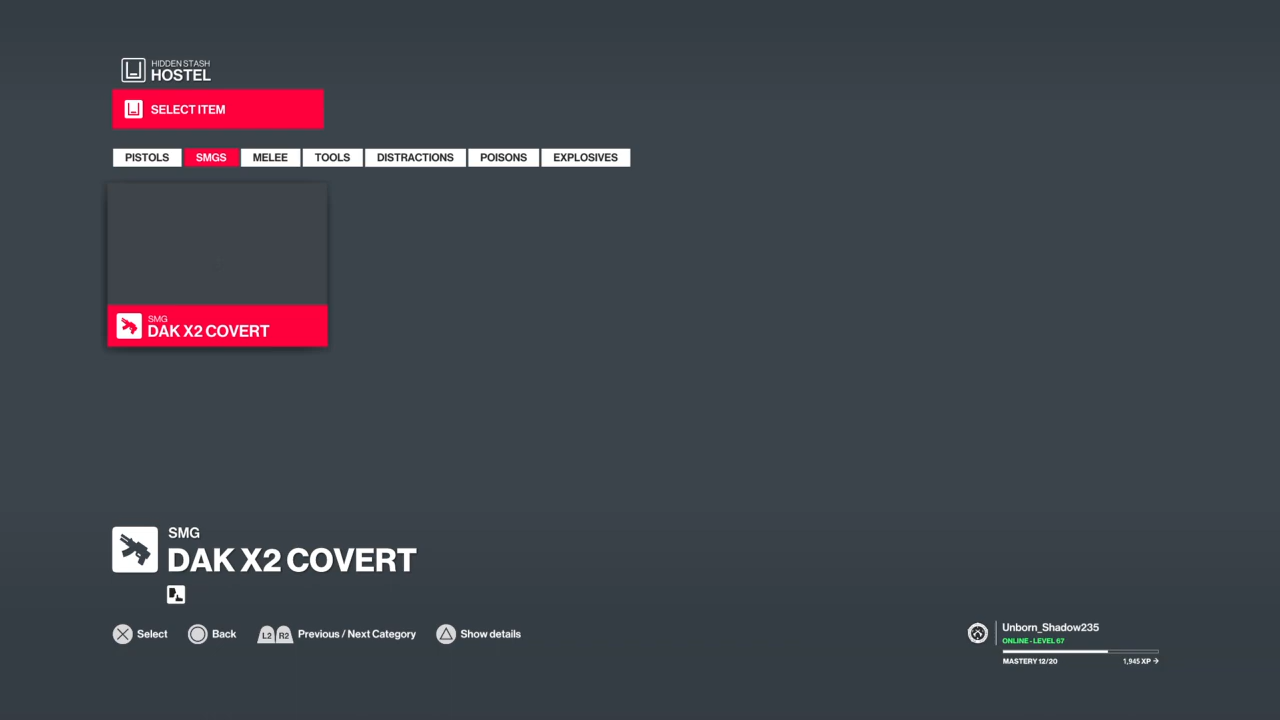 HIDDEN STASH
HOSTEL
SELECT ITEM
PISTOLS SMGS MELEE TOOLS DISTRACTIONS POISONS EXPLOSIVES
SMG
DAK X2 COVERT
SMG
DAK X2 COVERT
Select Back L2 R2 Previous / Next Category Show details
Unborn_Shadow235
ONLINE - LEVEL 67
MASTERY 12/20 1,945 XP →